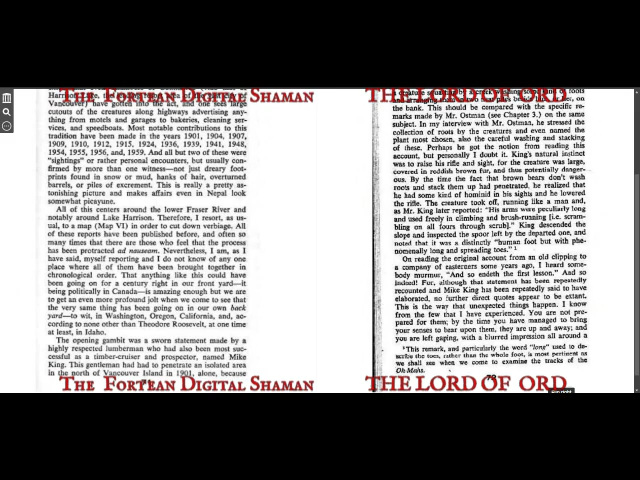 THE FORTEAN DIGITAL SHAMAN
Vancouver) have gotten into the act, and one sees large
cutouts of the creatures along highways advertising any-
thing from motels and garages to bakeries, cleaning ser-
vices, and speedboats. Most notable contributions to this
tradition have been made in the years 1901, 1904, 1907,
1909, 1910, 1912, 1915, 1924, 1936, 1939, 1941, 1948,
1954, 1955, 1956, and, 1959. And all but two of these were
"sightings" or rather personal encounters, but usually con-
firmed by more than one witness—not just dreary foot-
prints found in snow or mud, hanks of hair, overturned
barrels, or piles of excrement. This is really a pretty as-
tonishing picture and makes affairs even in Nepal look
somewhat picayune.
All of this centers around the lower Fraser River and
notably around Lake Harrison. Therefore, I resort, as us-
ual, to a map (Map VI) in order to cut down verbiage. All
of these reports have been published before, and often so
many times that there are those who feel that the process
has been protracted ad nauseam. Nevertheless, I am, as I
have said, myself reporting and I do not know of any one
place where all of them have been brought together in
chronological order. That anything like this could have
been going on for a century right in our front yard—it
being politically in Canada—is amazing enough but we are
to get an even more profound jolt when we come to see that
the very same thing has been going on in our own back
yard—to wit, in Washington, Oregon, California, and, ac-
cording to none other than Theodore Roosevelt, at one time
at least, in Idaho.
The opening gambit was a sworn statement made by a
highly respected lumberman who had also been most suc-
cessful as a timber-cruiser and prospector, named Mike
King. This gentleman had had to penetrate an isolated area
in the north of Vancouver Island in 1901, alone, because
THE FORTEAN DIGITAL SHAMAN
THE LORD OF ORD
the bank. This should be compared with the specific re-
marks made by Mr. Ostman (see Chapter 3.) on the same
subject. In my interview with Mr. Ostman, he stressed the
collection of roots by the creatures and even named the
plant most chosen, also the careful washing and stacking
of these. Perhaps he got the notion from reading this
account, but personally I doubt it. King's natural instinct
was to raise his rifle and sight, for the creature was large,
covered in reddish brown fur, and thus potentially danger-
ous. By the time the fact that brown bears don't wash
roots and stack them up had penetrated, he realized that
he had some kind of hominid in his sights and he lowered
the rifle. The creature took off, running like a man and,
as Mr. King later reported: "His arms were peculiarly long
and used freely in climbing and brush-running [i.e. scram-
bling on all fours through scrub]." King descended the
slope and inspected the spoor left by the departed one, and
noted that it was a distinctly "human foot but with phe-
nomenally long and spreading toes." 1
On reading the original account from an old clipping to
a company of easterners some years ago, I heard some-
body murmur, "And so endeth the first lesson." And so
indeed! For, although that statement has been repeatedly
recounted and Mike King has been repeatedly said to have
elaborated, no further direct quotes appear to be extant.
This is the way that unexpected things happen. I know
from the few that I have experienced. You are not pre-
pared for them; by the time you have managed to bring
your senses to bear upon them, they are up and away; and
you are left gaping, with a blurred impression all around a
1 This remark, and particularly the word "long" used to de-
scribe the toes, rather than the whole foot, is most pertinent as
we shall see when we come to examine the tracks of the
Oh-Mahs.
THE LORD OF ORD